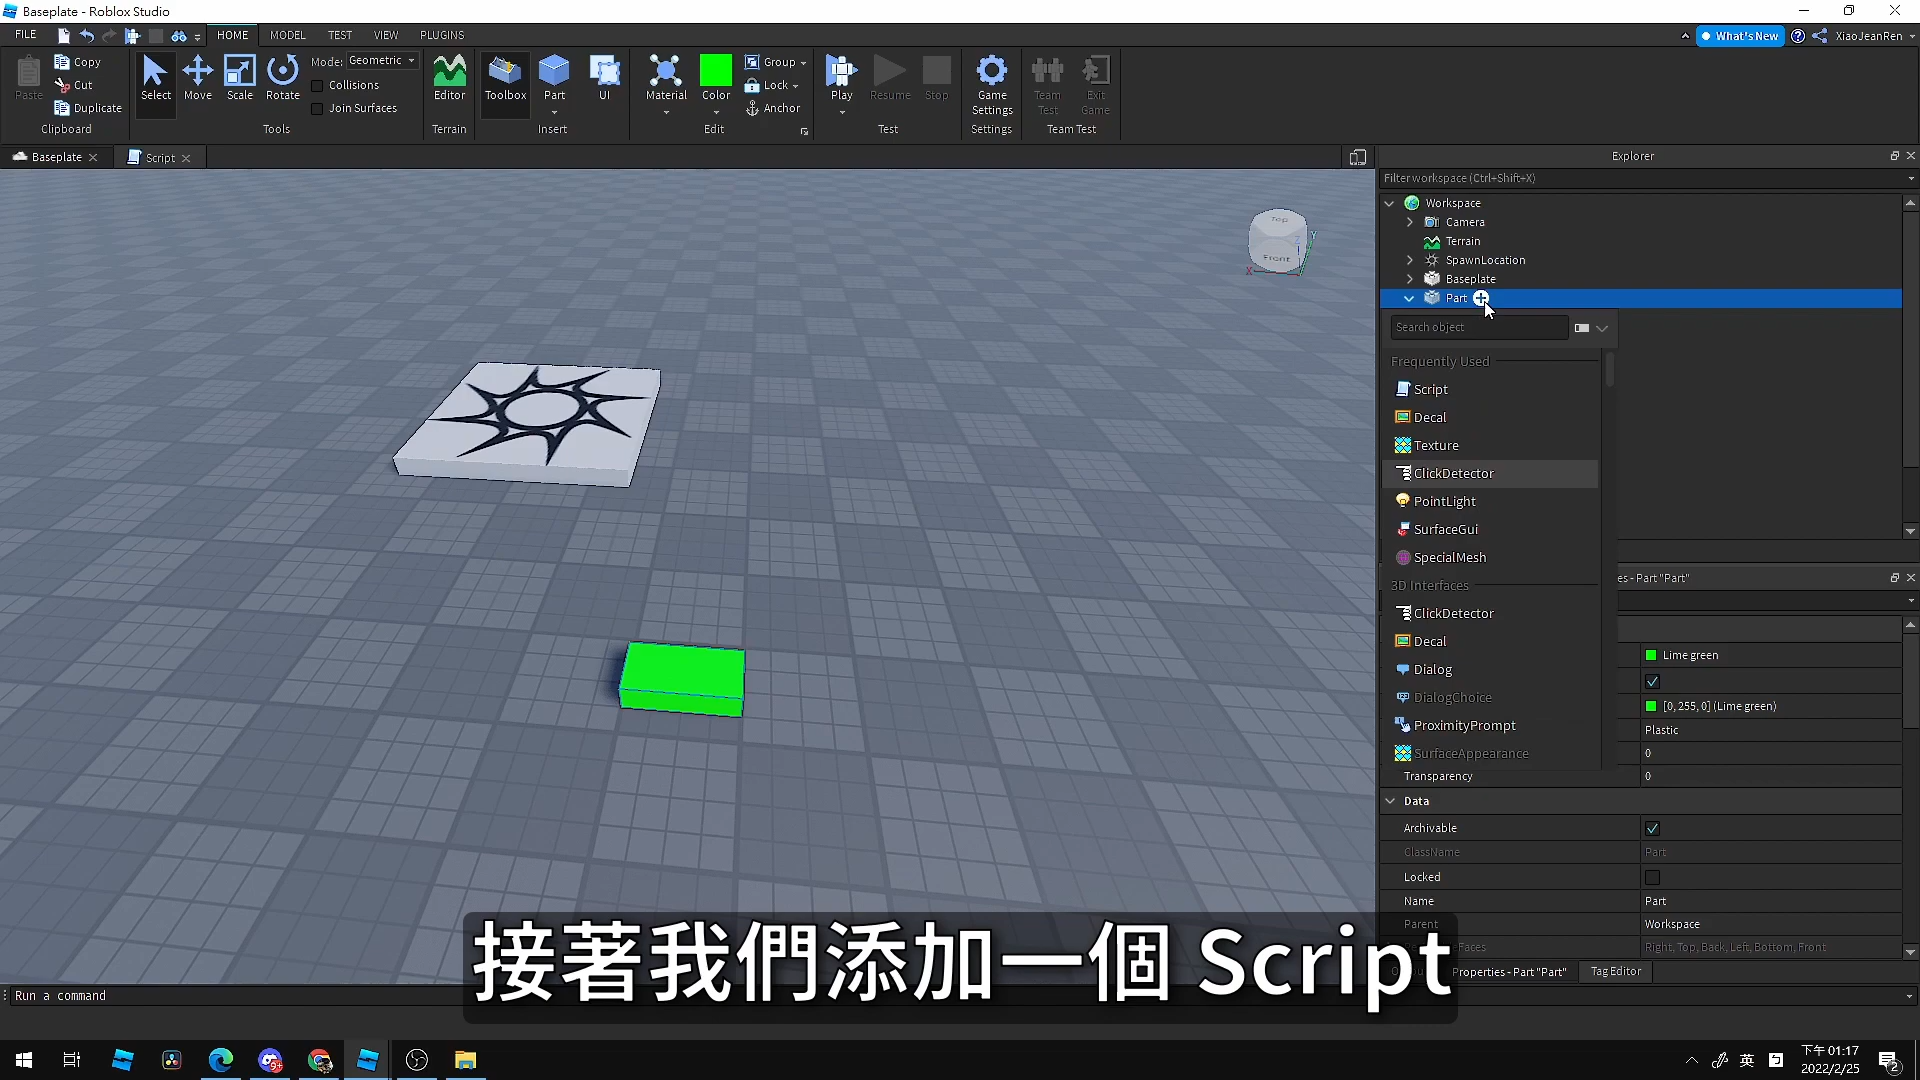 Baseplate - Roblox Studio
FILE HOME MODEL TEST VIEW PLUGINS What's New XiaoJeanRen
Paste Copy Cut Duplicate Select Move Scale Rotate Mode: Geometric Collisions Join Surfaces Editor Toolbox Part UI Material Color Group Lock Anchor Play Resume Stop Game Settings Team Test Exit Game
Clipboard Tools Terrain Insert Edit Test Settings Team Test
Baseplate Script
Explorer
Filter workspace (Ctrl+Shift+X)
Workspace
Camera
Terrain
SpawnLocation
Baseplate
Part
Search object
Frequently Used
Script
Decal
Texture
ClickDetector
PointLight
SurfaceGui
SpecialMesh
3D Interfaces
ClickDetector
Decal
Dialog
DialogChoice
ProximityPrompt
SurfaceAppearance
Top
Front
X Y Z
es - Part "Part"
Lime green
[0, 255, 0] (Lime green)
Plastic
0
Transparency 0
Data
Archivable
ClassName Part
Locked
Name Part
Parent Workspace
Faces Right, Top, Back, Left, Bottom, Front
Properties - Part "Part" Tag Editor
接著我們添加一個 Script
Run a command
9+
英
下午 01:17
2022/2/25
2